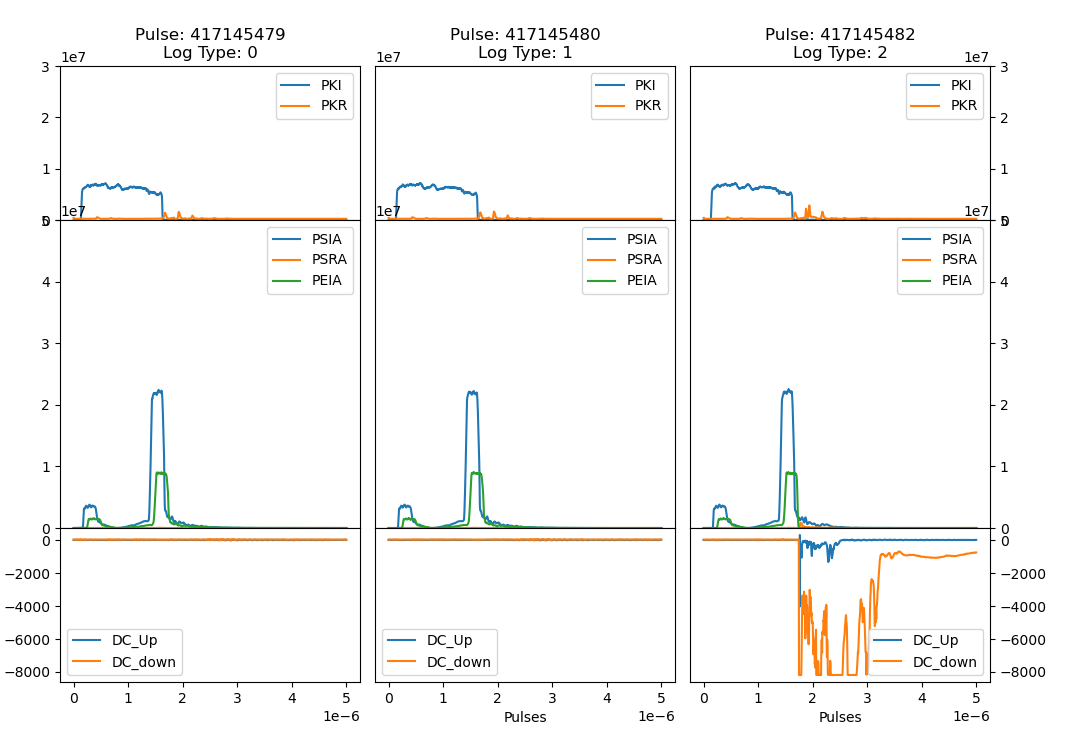 Pulse: 417145479
Log Type: 0
Pulse: 417145480
Log Type: 1
Pulse: 417145482
Log Type: 2
1e7
1e7
1e7
3
2
1
0
PKI
PKR
PKI
PKR
PKI
PKR
3
2
1
0
1e7
1e7
1e7
5
4
3
2
1
0
PSIA
PSRA
PEIA
PSIA
PSRA
PEIA
PSIA
PSRA
PEIA
5
4
3
2
1
0
0
−2000
−4000
−6000
−8000
DC_Up
DC_down
DC_Up
DC_down
DC_Up
DC_down
0
−2000
−4000
−6000
−8000
0 1 2 3 4 5
1e−6
0 1 2 3 4 5
Pulses
1e−6
0 1 2 3 4 5
Pulses
1e−6